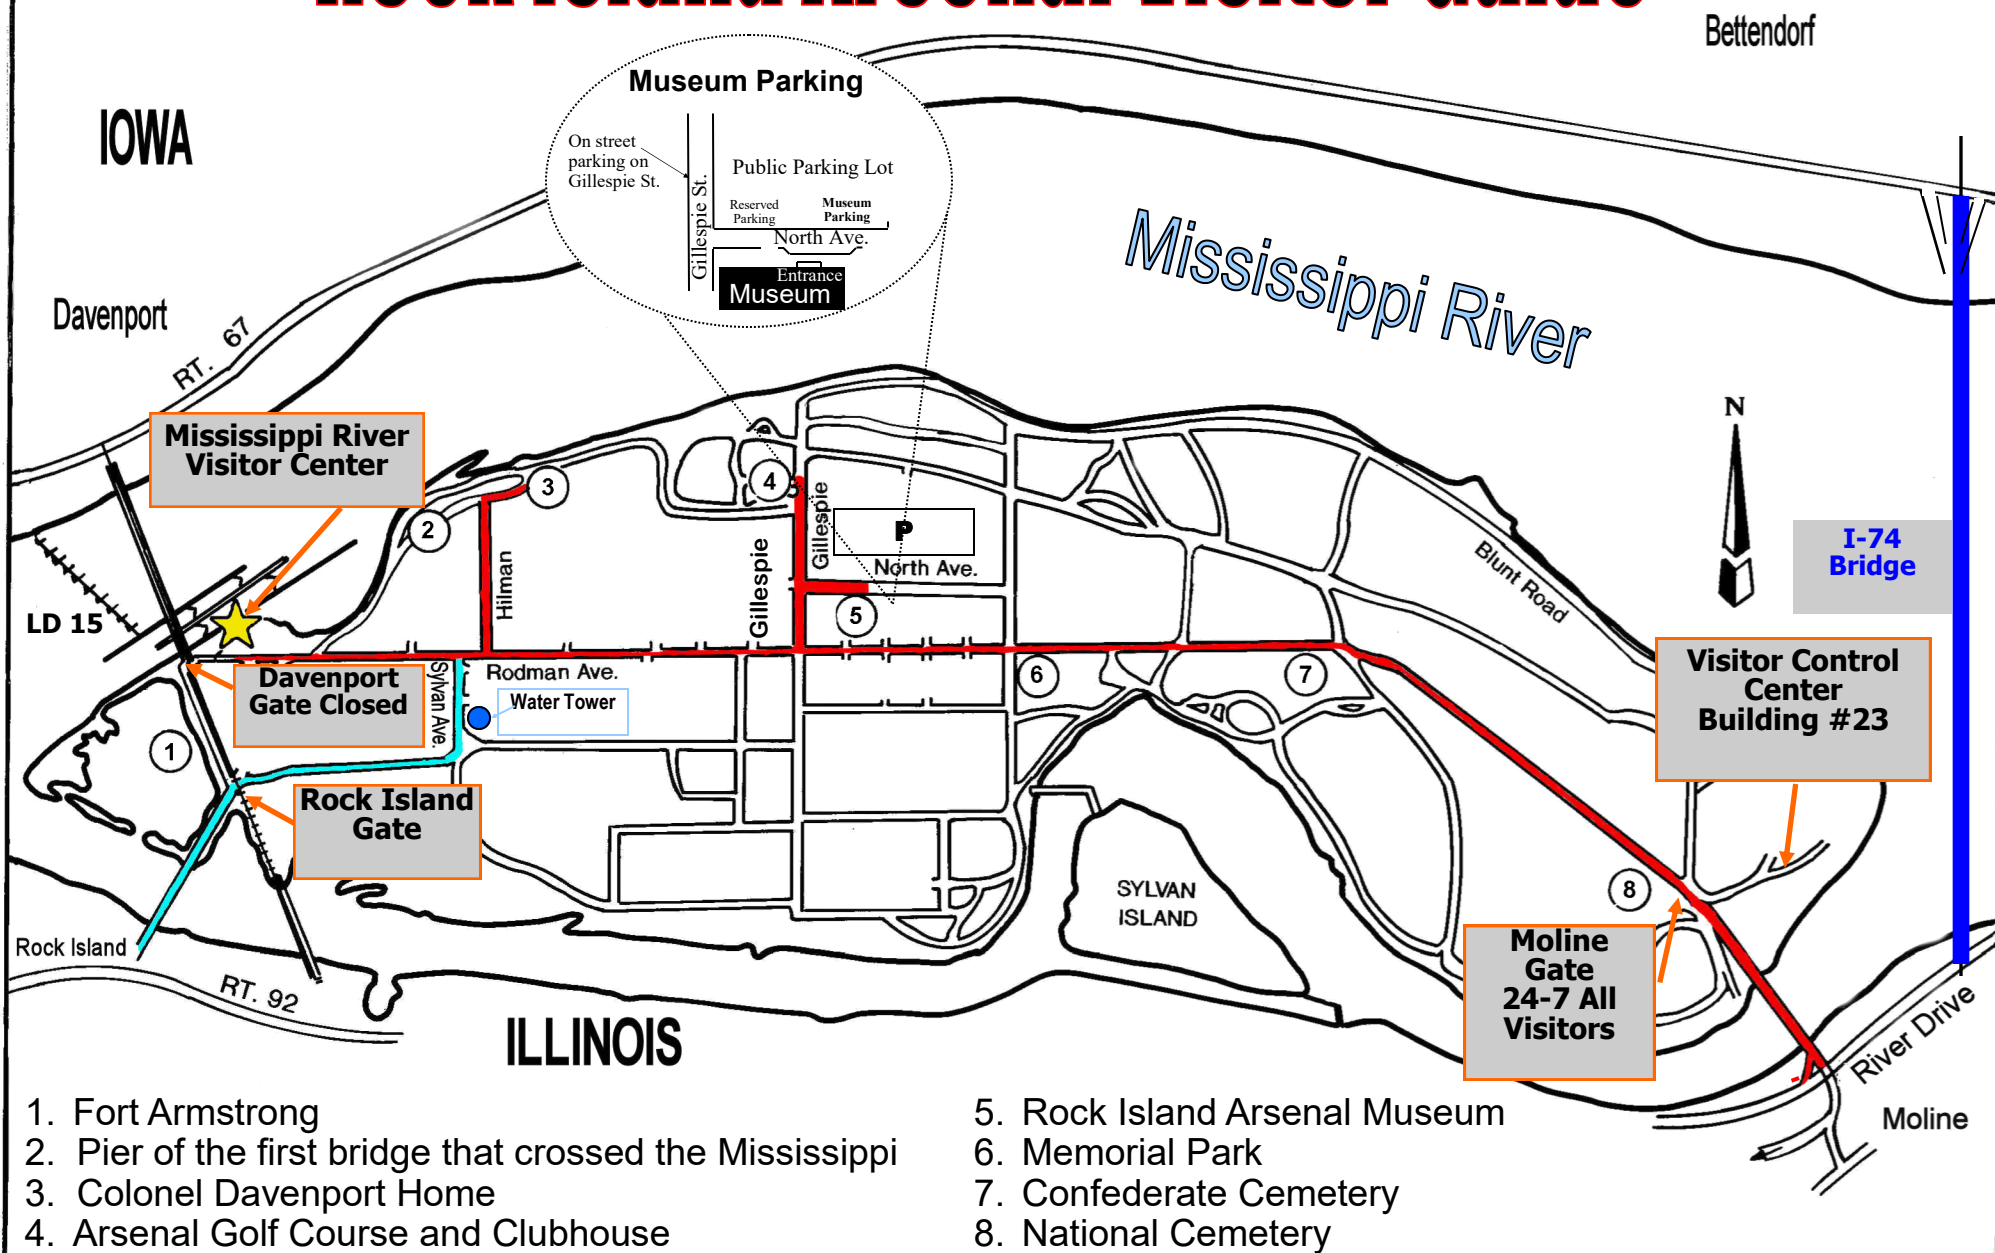 Rock Island Arsenal Visitor Guide
Bettendorf
Museum Parking
IOWA
On street
parking on
Gillespie St.
Public Parking Lot
Gillespie St.
Reserved
Parking
Museum
Parking
North Ave.
Entrance
Museum
Mississippi River
Davenport
RT. 67
N
Mississippi River
Visitor Center
3
4
2
Gillespie
P
Hilman
Gillespie
North Ave.
Blunt Road
I-74
Bridge
LD 15
5
Davenport
Gate Closed
Sylvan Ave.
Rodman Ave.
Water Tower
6
7
Visitor Control
Center
Building #23
1
Rock Island
Gate
SYLVAN
ISLAND
8
Moline
Gate
24-7 All
Visitors
Rock Island
RT. 92
ILLINOIS
River Drive
Moline
1. Fort Armstrong
2. Pier of the first bridge that crossed the Mississippi
3. Colonel Davenport Home
4. Arsenal Golf Course and Clubhouse
5. Rock Island Arsenal Museum
6. Memorial Park
7. Confederate Cemetery
8. National Cemetery